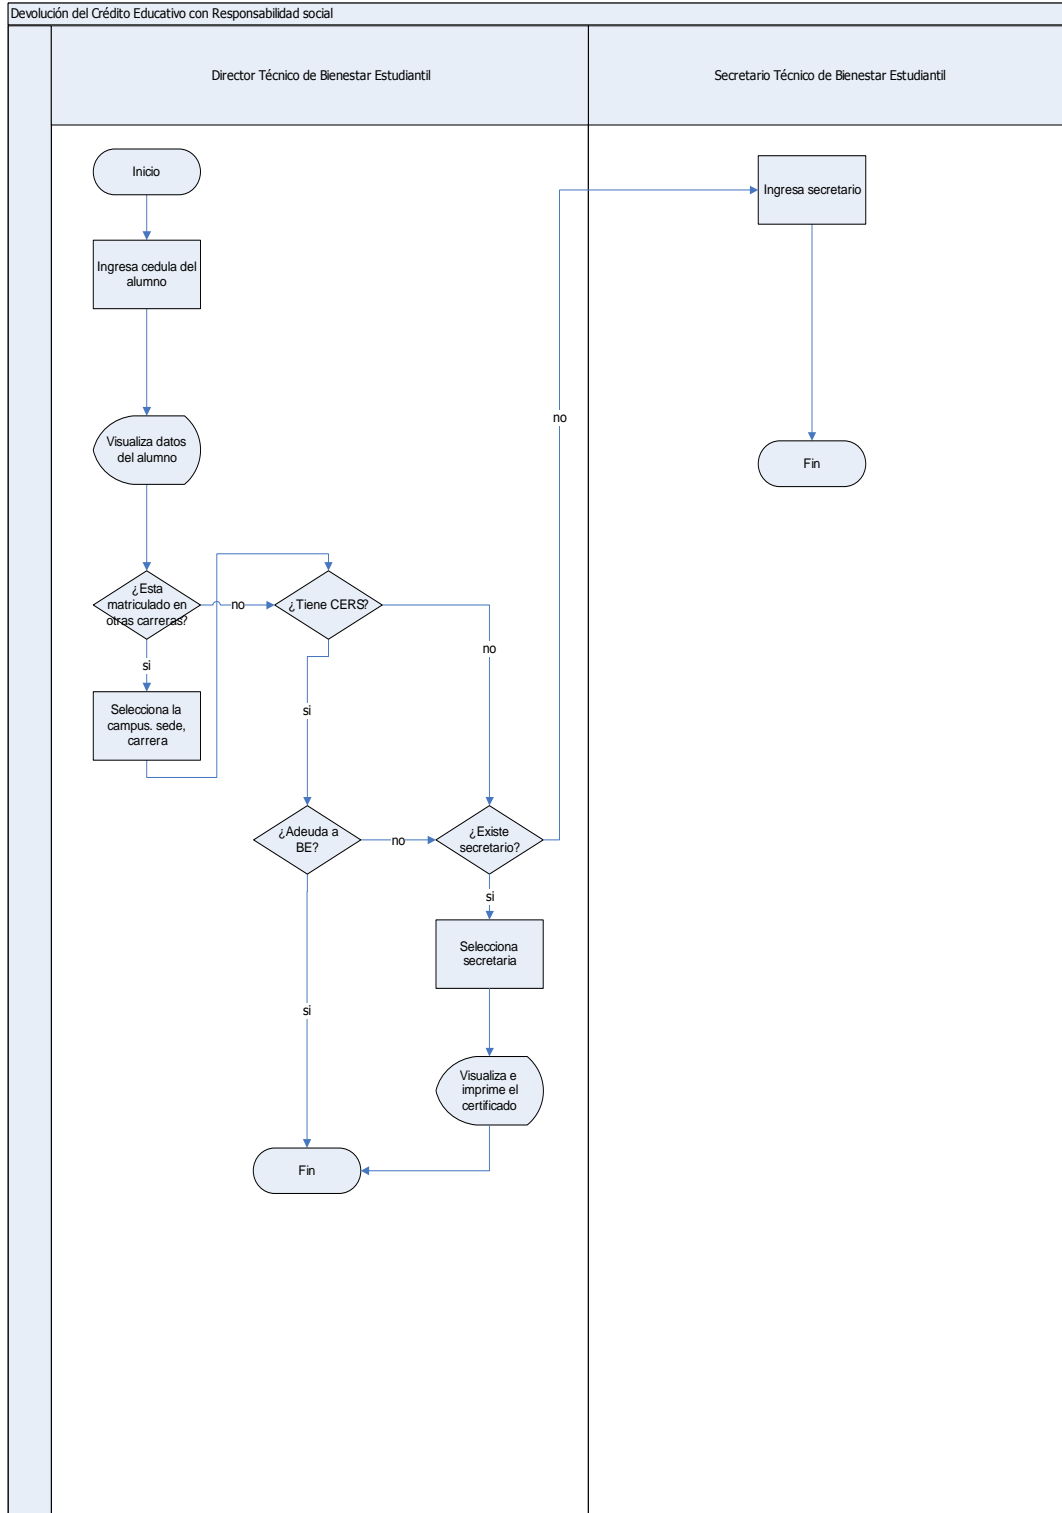 Devolución del Crédito Educativo con Responsabilidad social
Director Técnico de Bienestar Estudiantil
Secretario Técnico de Bienestar Estudiantil
Inicio
Ingresa secretario
Ingresa cedula del
alumno
no
Visualiza datos
del alumno
Fin
¿Esta
matriculado en
otras carreras?
no
¿Tiene CERS?
no
si
Selecciona la
campus. sede,
carrera
si
¿Adeuda a
BE?
no
¿Existe
secretario?
si
Selecciona
secretaria
si
Visualiza e
imprime el
certificado
Fin